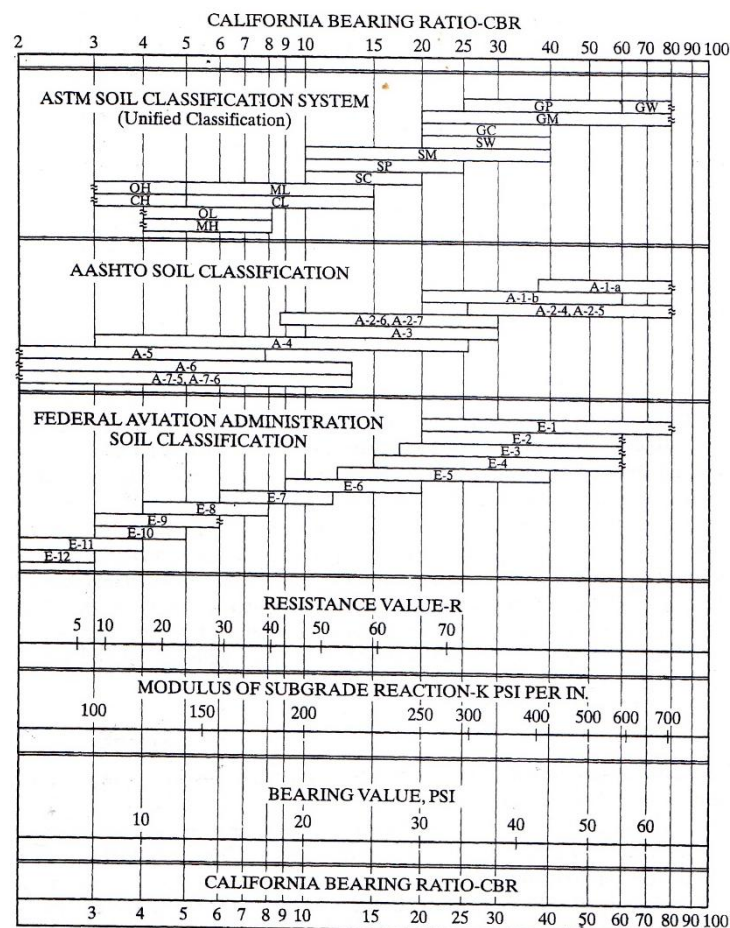 CALIFORNIA BEARING RATIO-CBR
2 3 4 5 6 7 8 9 10 15 20 25 30 40 50 60 70 80 90 100
ASTM SOIL CLASSIFICATION SYSTEM
(Unified Classification)
GP GW
GM
GC
SW
SM
SP
SC
OH ML
CH CL
OL
MH
AASHTO SOIL CLASSIFICATION
A-1-a
A-1-b
A-2-4, A-2-5
A-2-6, A-2-7
A-3
A-4
A-5
A-6
A-7-5, A-7-6
FEDERAL AVIATION ADMINISTRATION
SOIL CLASSIFICATION
E-1
E-2
E-3
E-4
E-5
E-6
E-7
E-8
E-9
E-10
E-11
E-12
RESISTANCE VALUE-R
5 10 20 30 40 50 60 70
MODULUS OF SUBGRADE REACTION-K PSI PER IN.
100 150 200 250 300 400 500 600 700
BEARING VALUE, PSI
10 20 30 40 50 60
CALIFORNIA BEARING RATIO-CBR
3 4 5 6 7 8 9 10 15 20 25 30 40 50 60 70 80 90 100